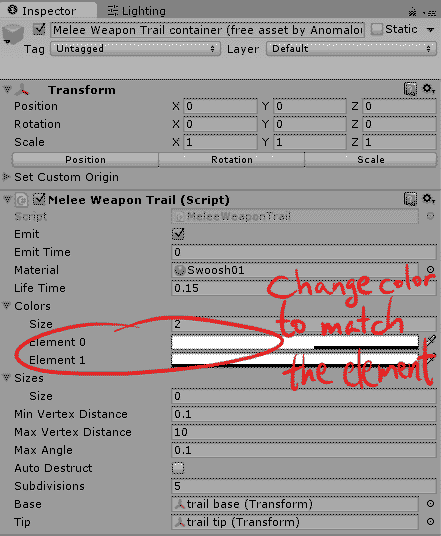 Inspector Lighting
Melee Weapon Trail container (free asset by Anomalou Static
Tag Untagged Layer Default
Transform
Position X 0 Y 0 Z 0
Rotation X 0 Y 0 Z 0
Scale X 1 Y 1 Z 1
Position Rotation Scale
Set Custom Origin
Melee Weapon Trail (Script)
Script MeleeWeaponTrail
Emit
Emit Time 0
Material Swoosh01
Life Time 0.15
Colors
Size 2
Element 0
Element 1
Change color
to match
the element
Sizes
Size 0
Min Vertex Distance 0.1
Max Vertex Distance 10
Max Angle 0.1
Auto Destruct
Subdivisions 5
Base trail base (Transform)
Tip trail tip (Transform)